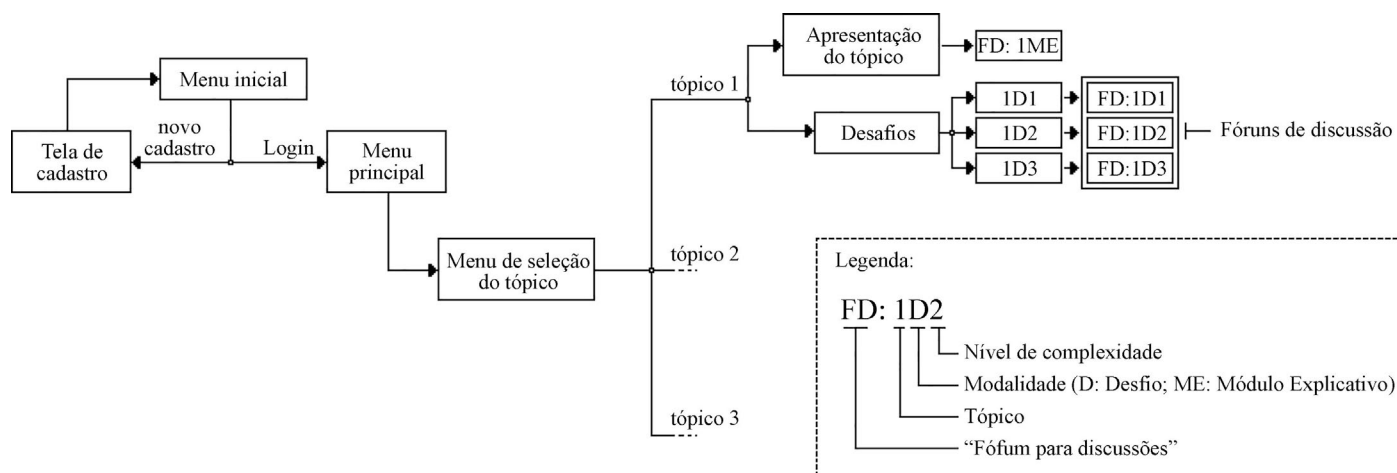 Menu inicial
Tela de
cadastro
novo
cadastro
Login
Menu
principal
Menu de seleção
do tópico
tópico 1
tópico 2
tópico 3
Apresentação
do tópico
FD: 1ME
Desafios
1D1
FD:1D1
1D2
FD:1D2
1D3
FD:1D3
Fóruns de discussão
Legenda:
FD: 1D2
Nível de complexidade
Modalidade (D: Desfio; ME: Módulo Explicativo)
Tópico
“Fófum para discussões”